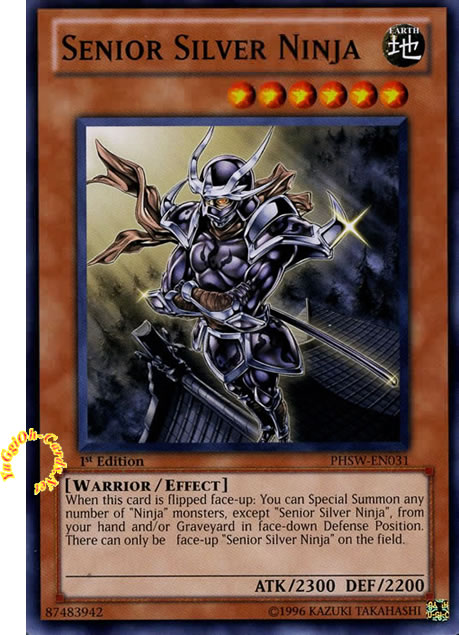 SENIOR SILVER NINJA
EARTH
地
1st Edition
PHSW-EN031
[WARRIOR / EFFECT]
When this card is flipped face-up: You can Special Summon any
number of "Ninja" monsters, except "Senior Silver Ninja", from
your hand and/or Graveyard in face-down Defense Position.
There can only be face-up "Senior Silver Ninja" on the field.
ATK/2300 DEF/2200
87483942
©1996 KAZUKI TAKAHASHI
YuGgiOh-Cards.Net